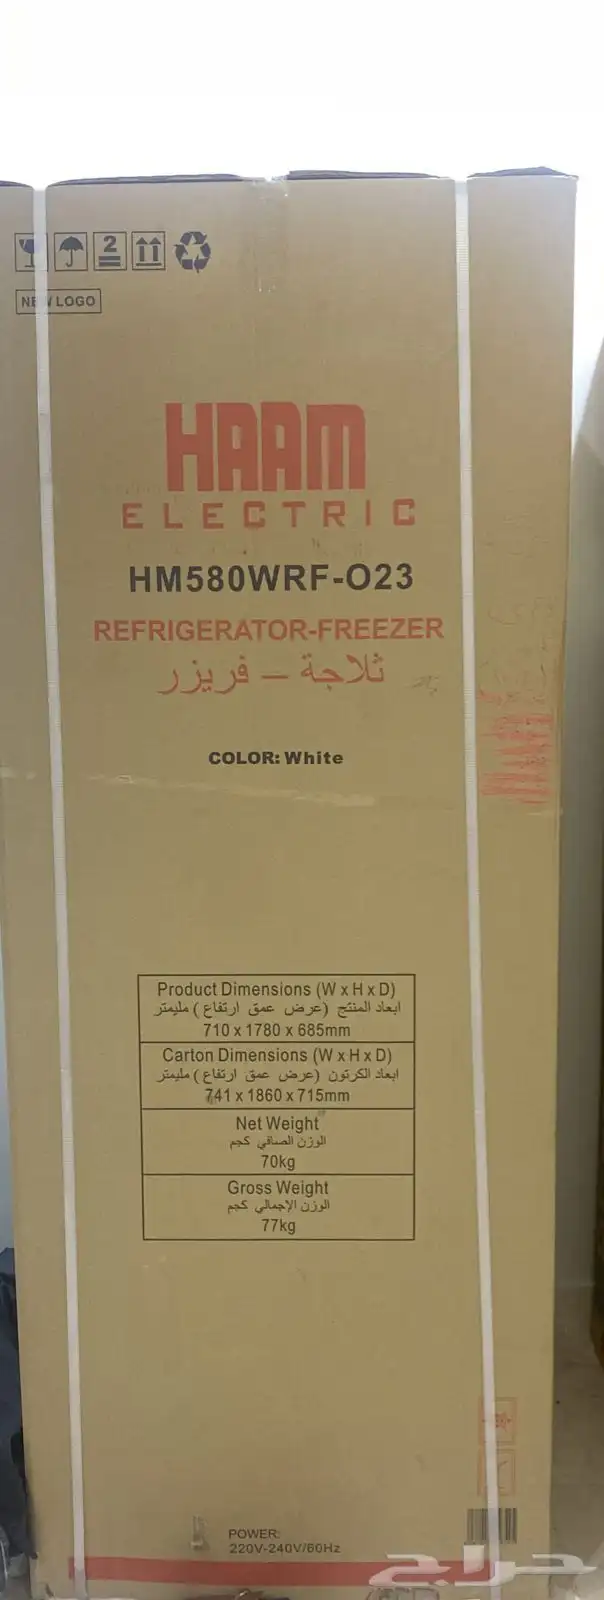 2
NEW LOGO
HAAM
ELECTRIC
HM580WRF-O23
REFRIGERATOR-FREEZER
ثلاجة – فريزر
COLOR: White
Product Dimensions (W x H x D)
ابعاد المنتج (عرض عمق ارتفاع) مليمتر
710 x 1780 x 685mm
Carton Dimensions (W x H x D)
ابعاد الكرتون (عرض عمق ارتفاع) مليمتر
741 x 1860 x 715mm
Net Weight
الوزن الصافي كجم
70kg
Gross Weight
الوزن الإجمالي كجم
77kg
POWER:
220V-240V/60Hz
حراج